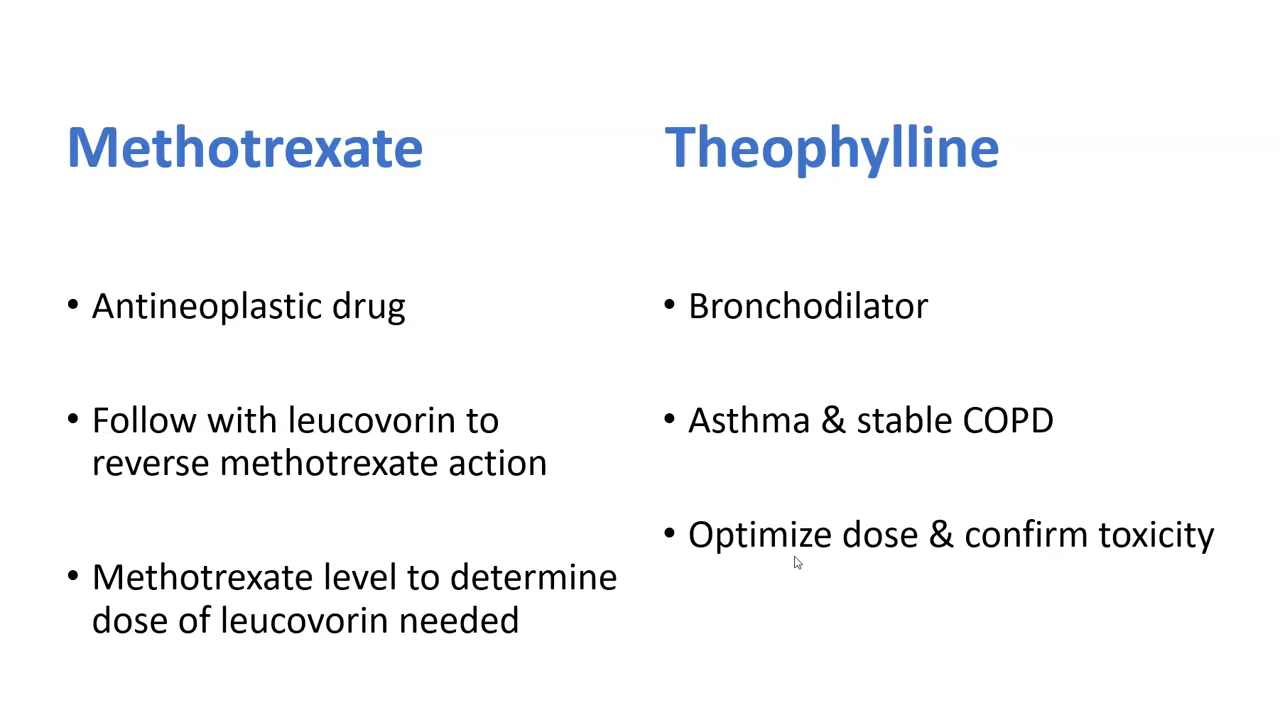 Methotrexate
• Antineoplastic drug
• Follow with leucovorin to
reverse methotrexate action
• Methotrexate level to determine
dose of leucovorin needed
Theophylline
• Bronchodilator
• Asthma & stable COPD
• Optimize dose & confirm toxicity